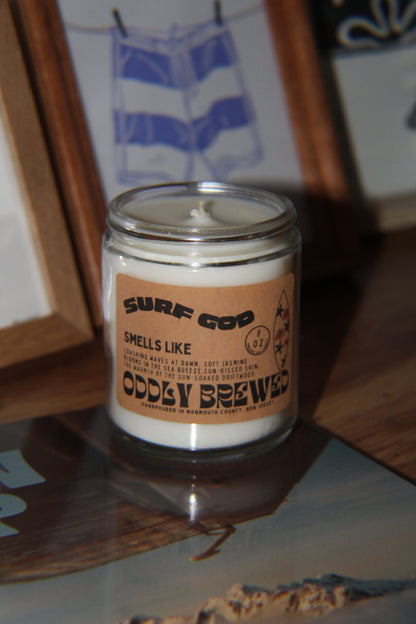 SURF GOD
8
OZ
SMELLS LIKE
CRASHING WAVES AT DAWN, SOFT JASMINE
BLOOMS IN THE SEA BREEZE, SUN-KISSED SKIN,
THE WARMTH OF THE SUN-SOAKED DRIFTWOOD.
ODDLY BREWED
HANDPOURED IN MONMOUTH COUNTY, NEW JERSEY